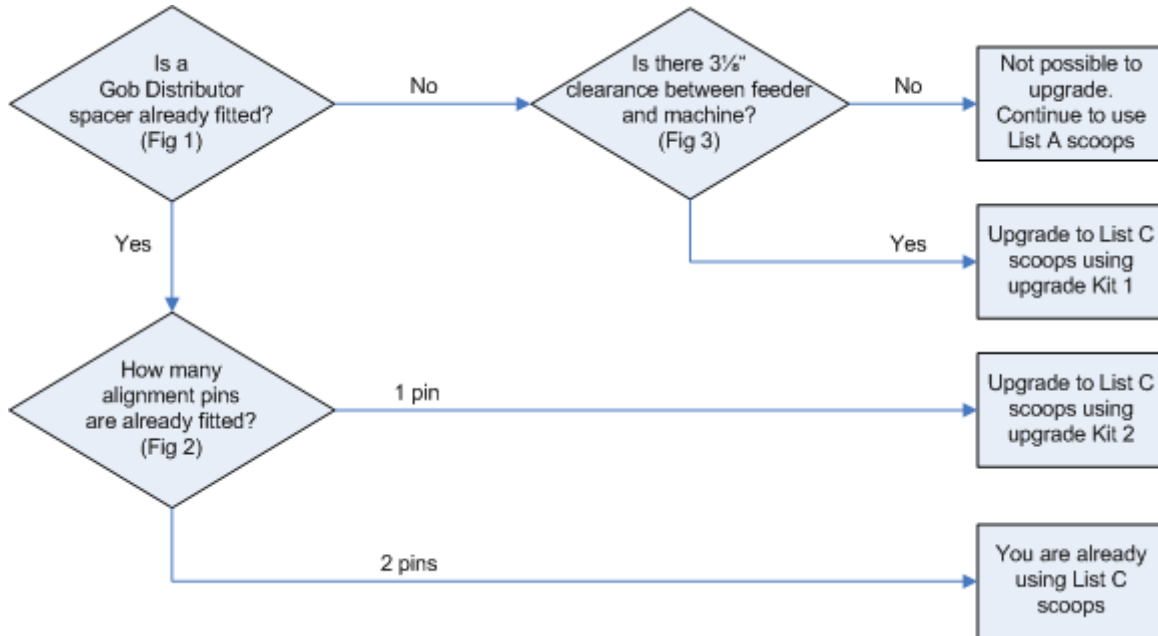 Is a
Gob Distributor
spacer already fitted?
(Fig 1)
No
Is there 3⅛"
clearance between feeder
and machine?
(Fig 3)
No
Not possible to
upgrade.
Continue to use
List A scoops
Yes
Yes
Upgrade to List C
scoops using
upgrade Kit 1
How many
alignment pins
are already fitted?
(Fig 2)
1 pin
Upgrade to List C
scoops using
upgrade Kit 2
2 pins
You are already
using List C
scoops